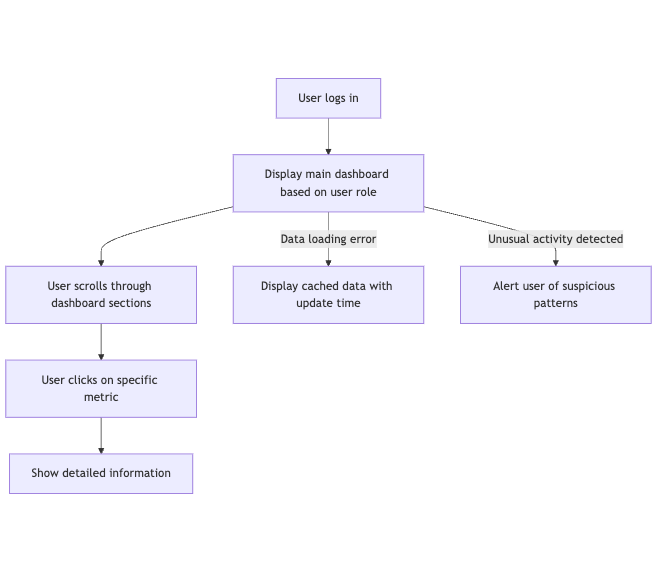 User logs in
Display main dashboard
based on user role
Data loading error
Unusual activity detected
User scrolls through
dashboard sections
Display cached data with
update time
Alert user of suspicious
patterns
User clicks on specific
metric
Show detailed information